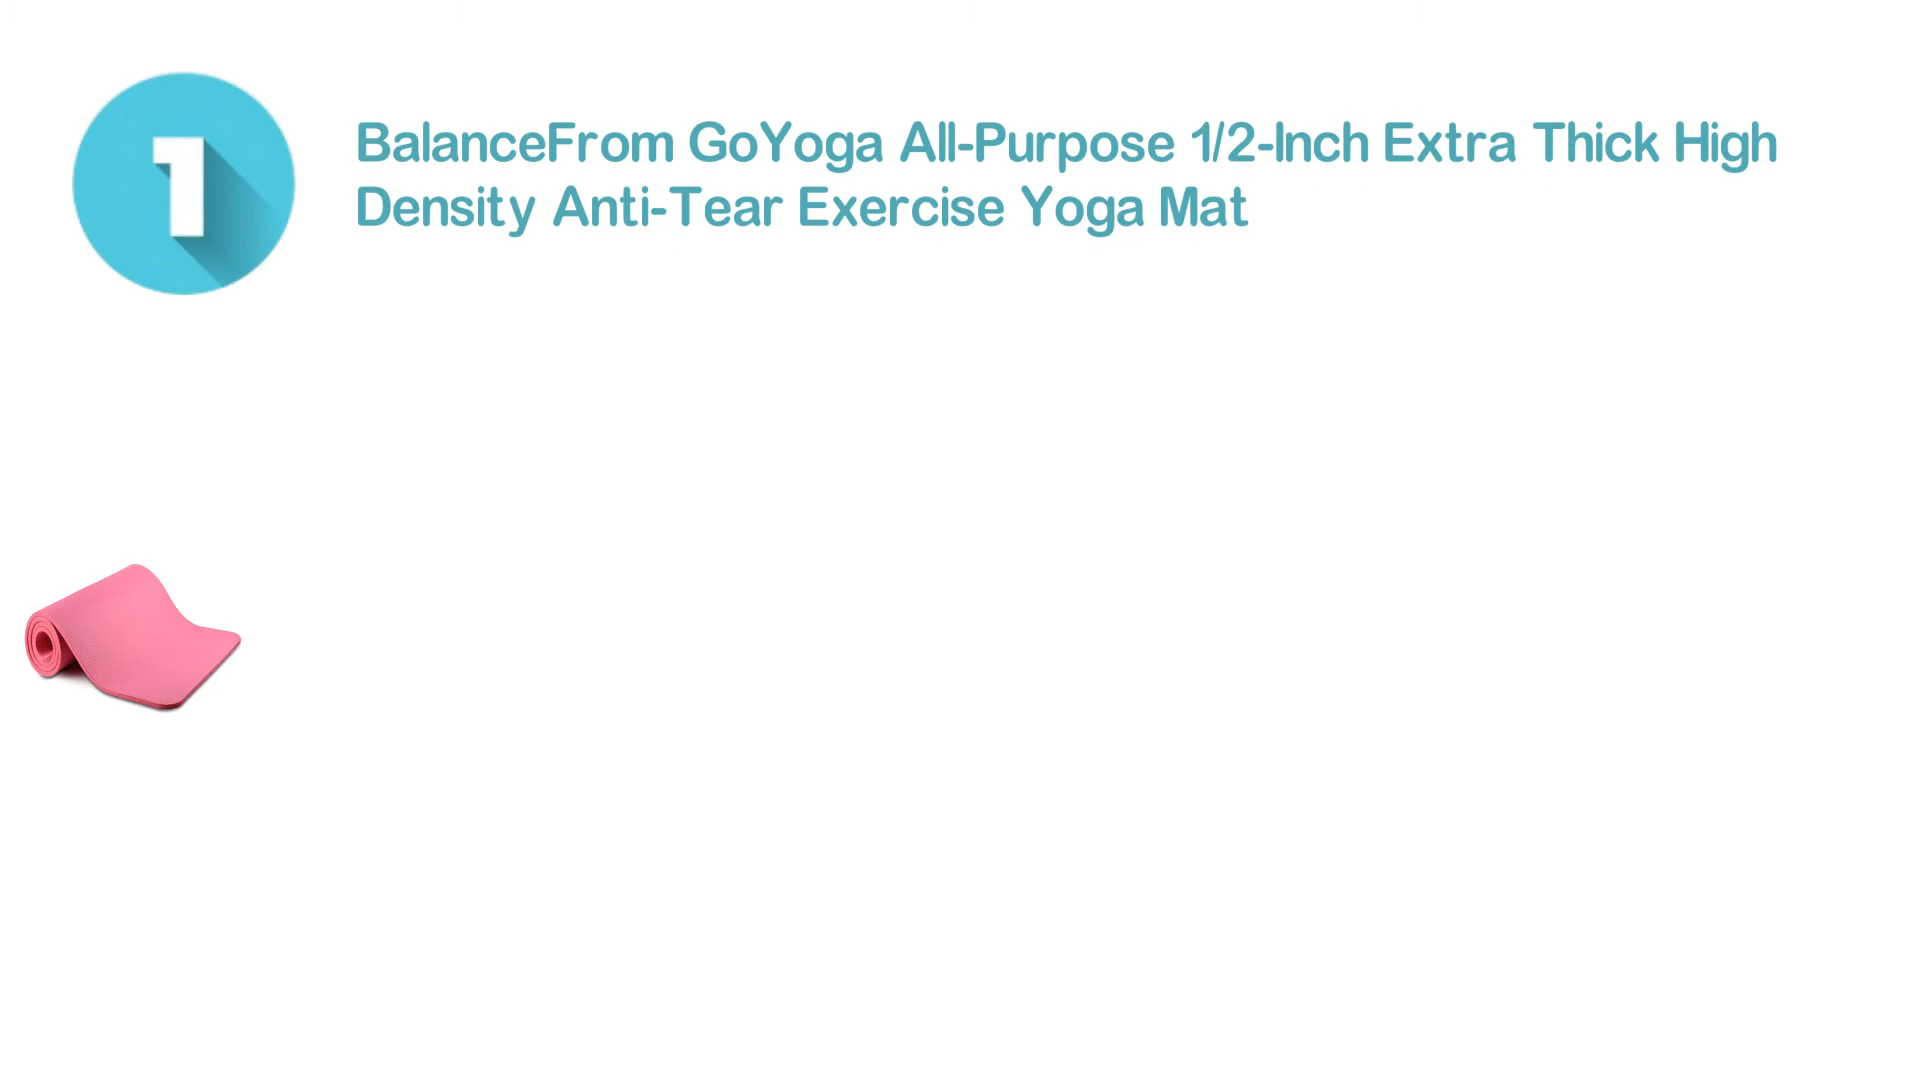 1
BalanceFrom GoYoga All-Purpose 1/2-Inch Extra Thick High
Density Anti-Tear Exercise Yoga Mat